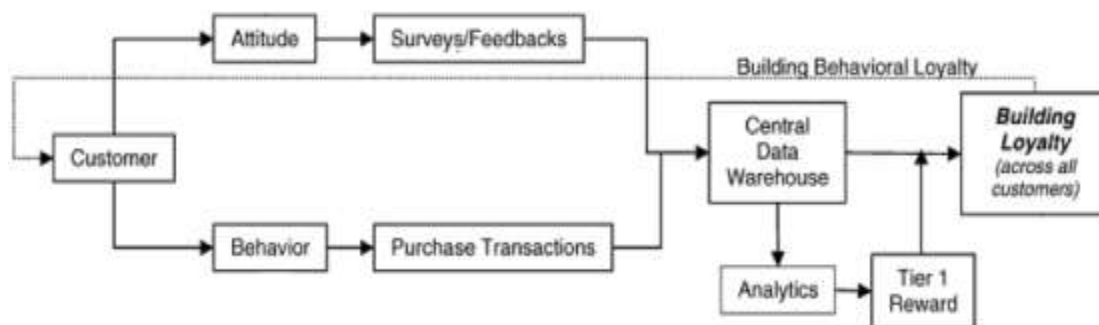 Attitude
Surveys/Feedbacks
Building Behavioral Loyalty
Customer
Central
Data
Warehouse
Building
Loyalty
(across all
customers)
Behavior
Purchase Transactions
Analytics
Tier 1
Reward